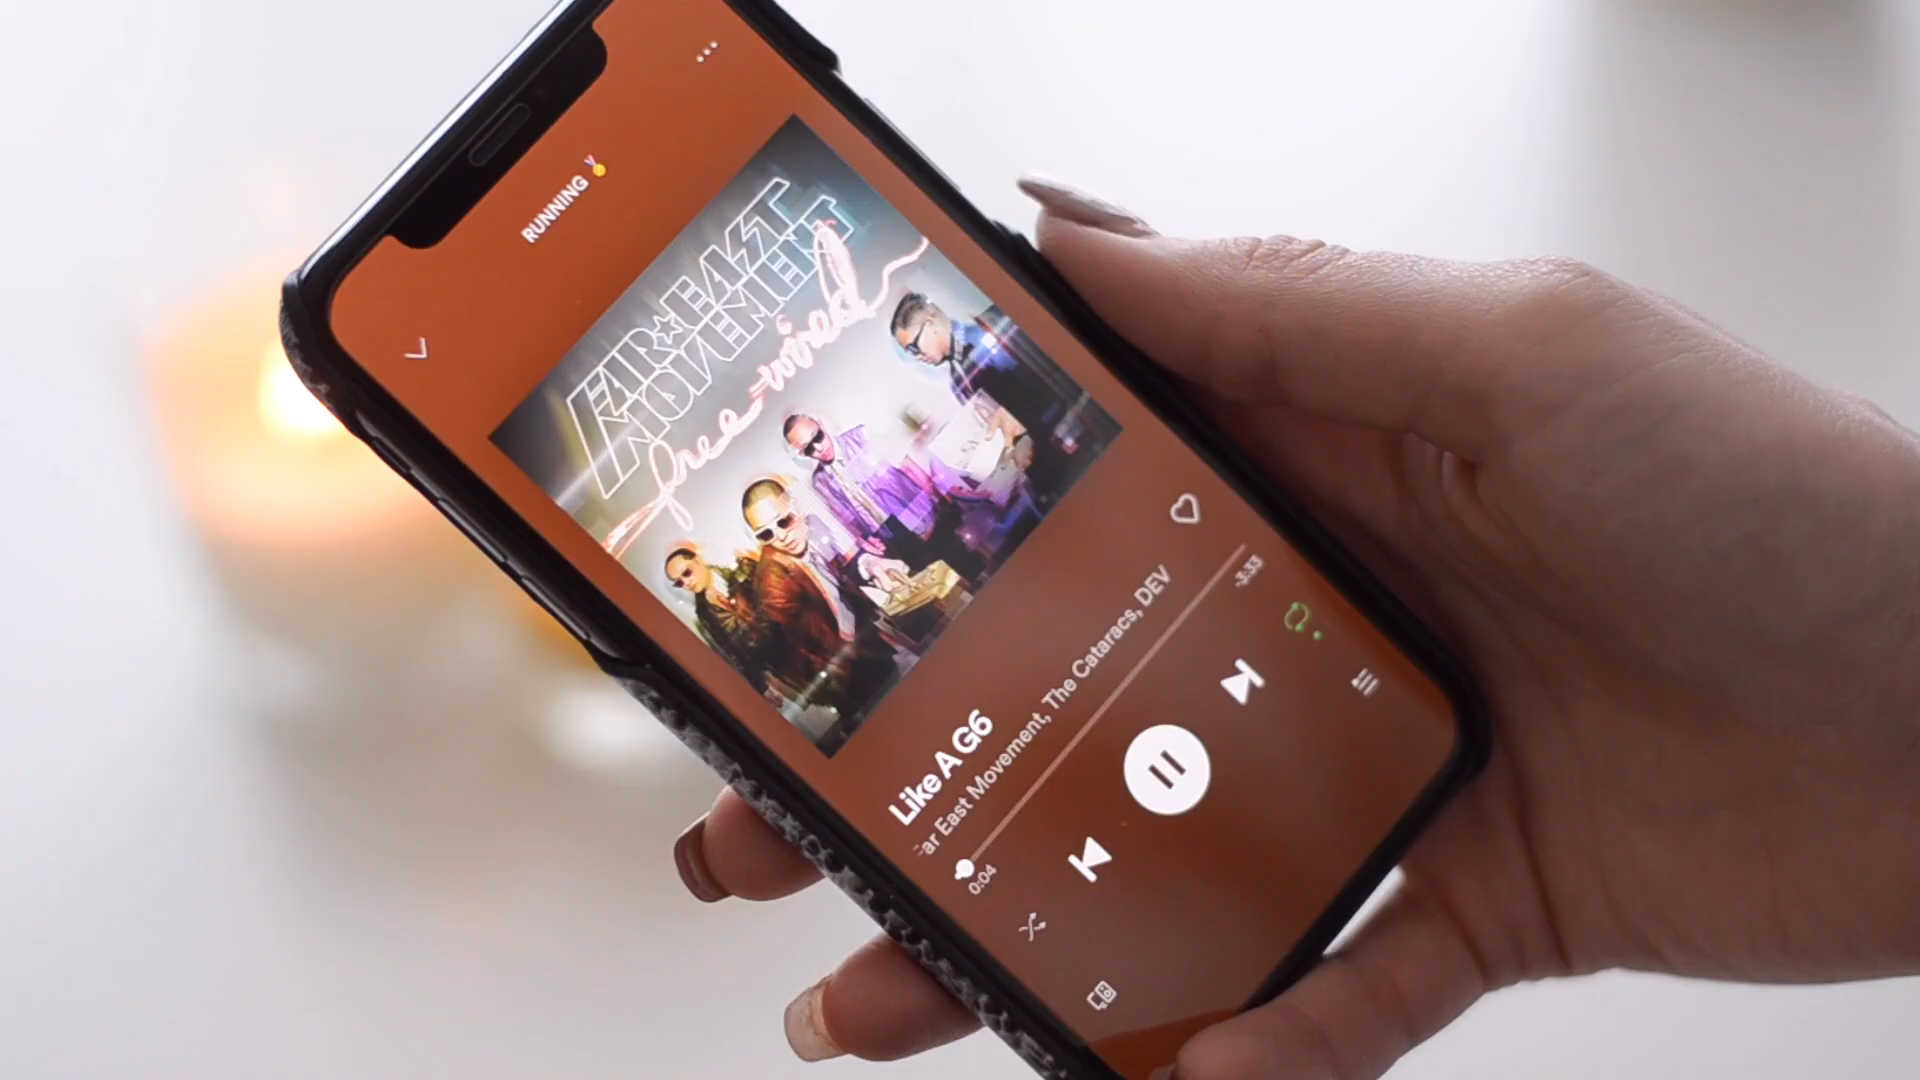 RUNNING 🏅
FAR★EAST
MOVEMENT
free-wired
Like A G6
Far East Movement, The Cataracs, DEV
0:04
-3:33